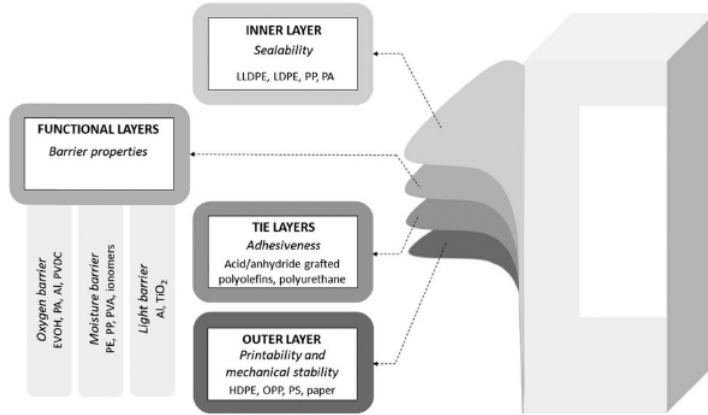 INNER LAYER
Sealability
LLDPE, LDPE, PP, PA
FUNCTIONAL LAYERS
Barrier properties
Oxygen barrier
EVOH, PA, Al, PVDC
Moisture barrier
PE, PP, PVA, ionomers
Light barrier
Al, TiO₂
TIE LAYERS
Adhesiveness
Acid/anhydride grafted
polyolefins, polyurethane
OUTER LAYER
Printability and
mechanical stability
HDPE, OPP, PS, paper